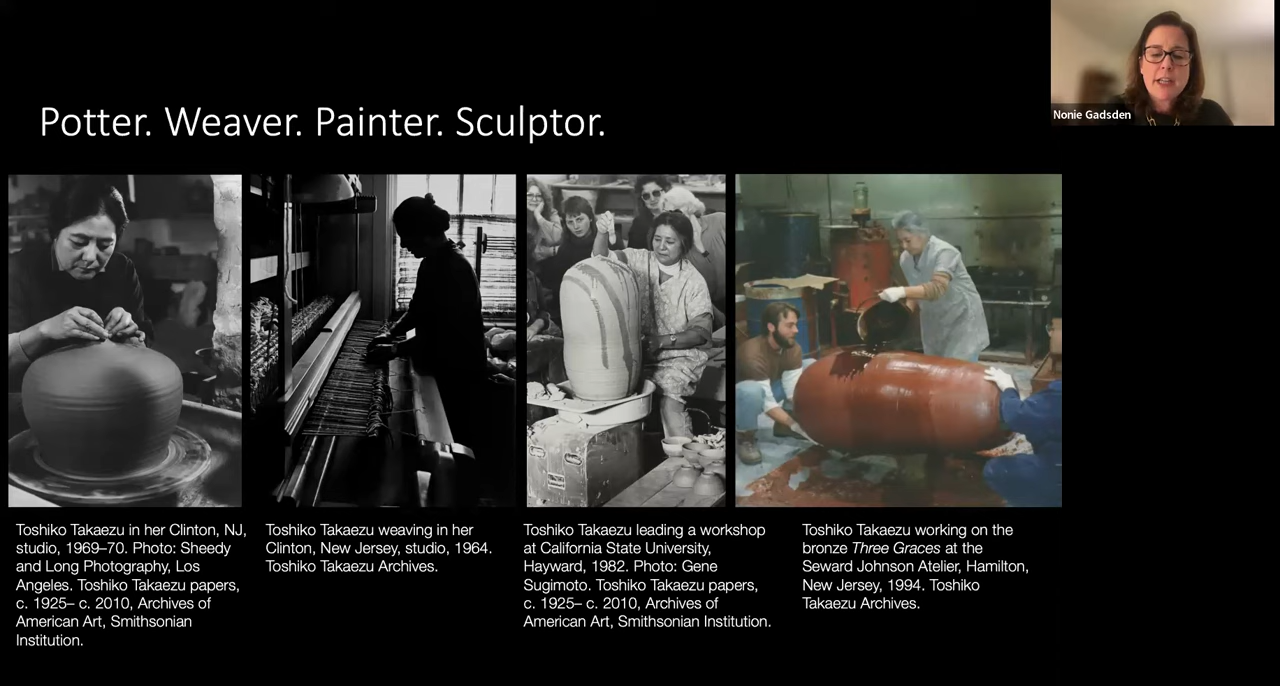 Nonie Gadsden
Potter. Weaver. Painter. Sculptor.
Toshiko Takaezu in her Clinton, NJ,
studio, 1969–70. Photo: Sheedy
and Long Photography, Los
Angeles. Toshiko Takaezu papers,
c. 1925– c. 2010, Archives of
American Art, Smithsonian
Institution.
Toshiko Takaezu weaving in her
Clinton, New Jersey, studio, 1964.
Toshiko Takaezu Archives.
Toshiko Takaezu leading a workshop
at California State University,
Hayward, 1982. Photo: Gene
Sugimoto. Toshiko Takaezu papers,
c. 1925– c. 2010, Archives of
American Art, Smithsonian Institution.
Toshiko Takaezu working on the
bronze Three Graces at the
Seward Johnson Atelier, Hamilton,
New Jersey, 1994. Toshiko
Takaezu Archives.